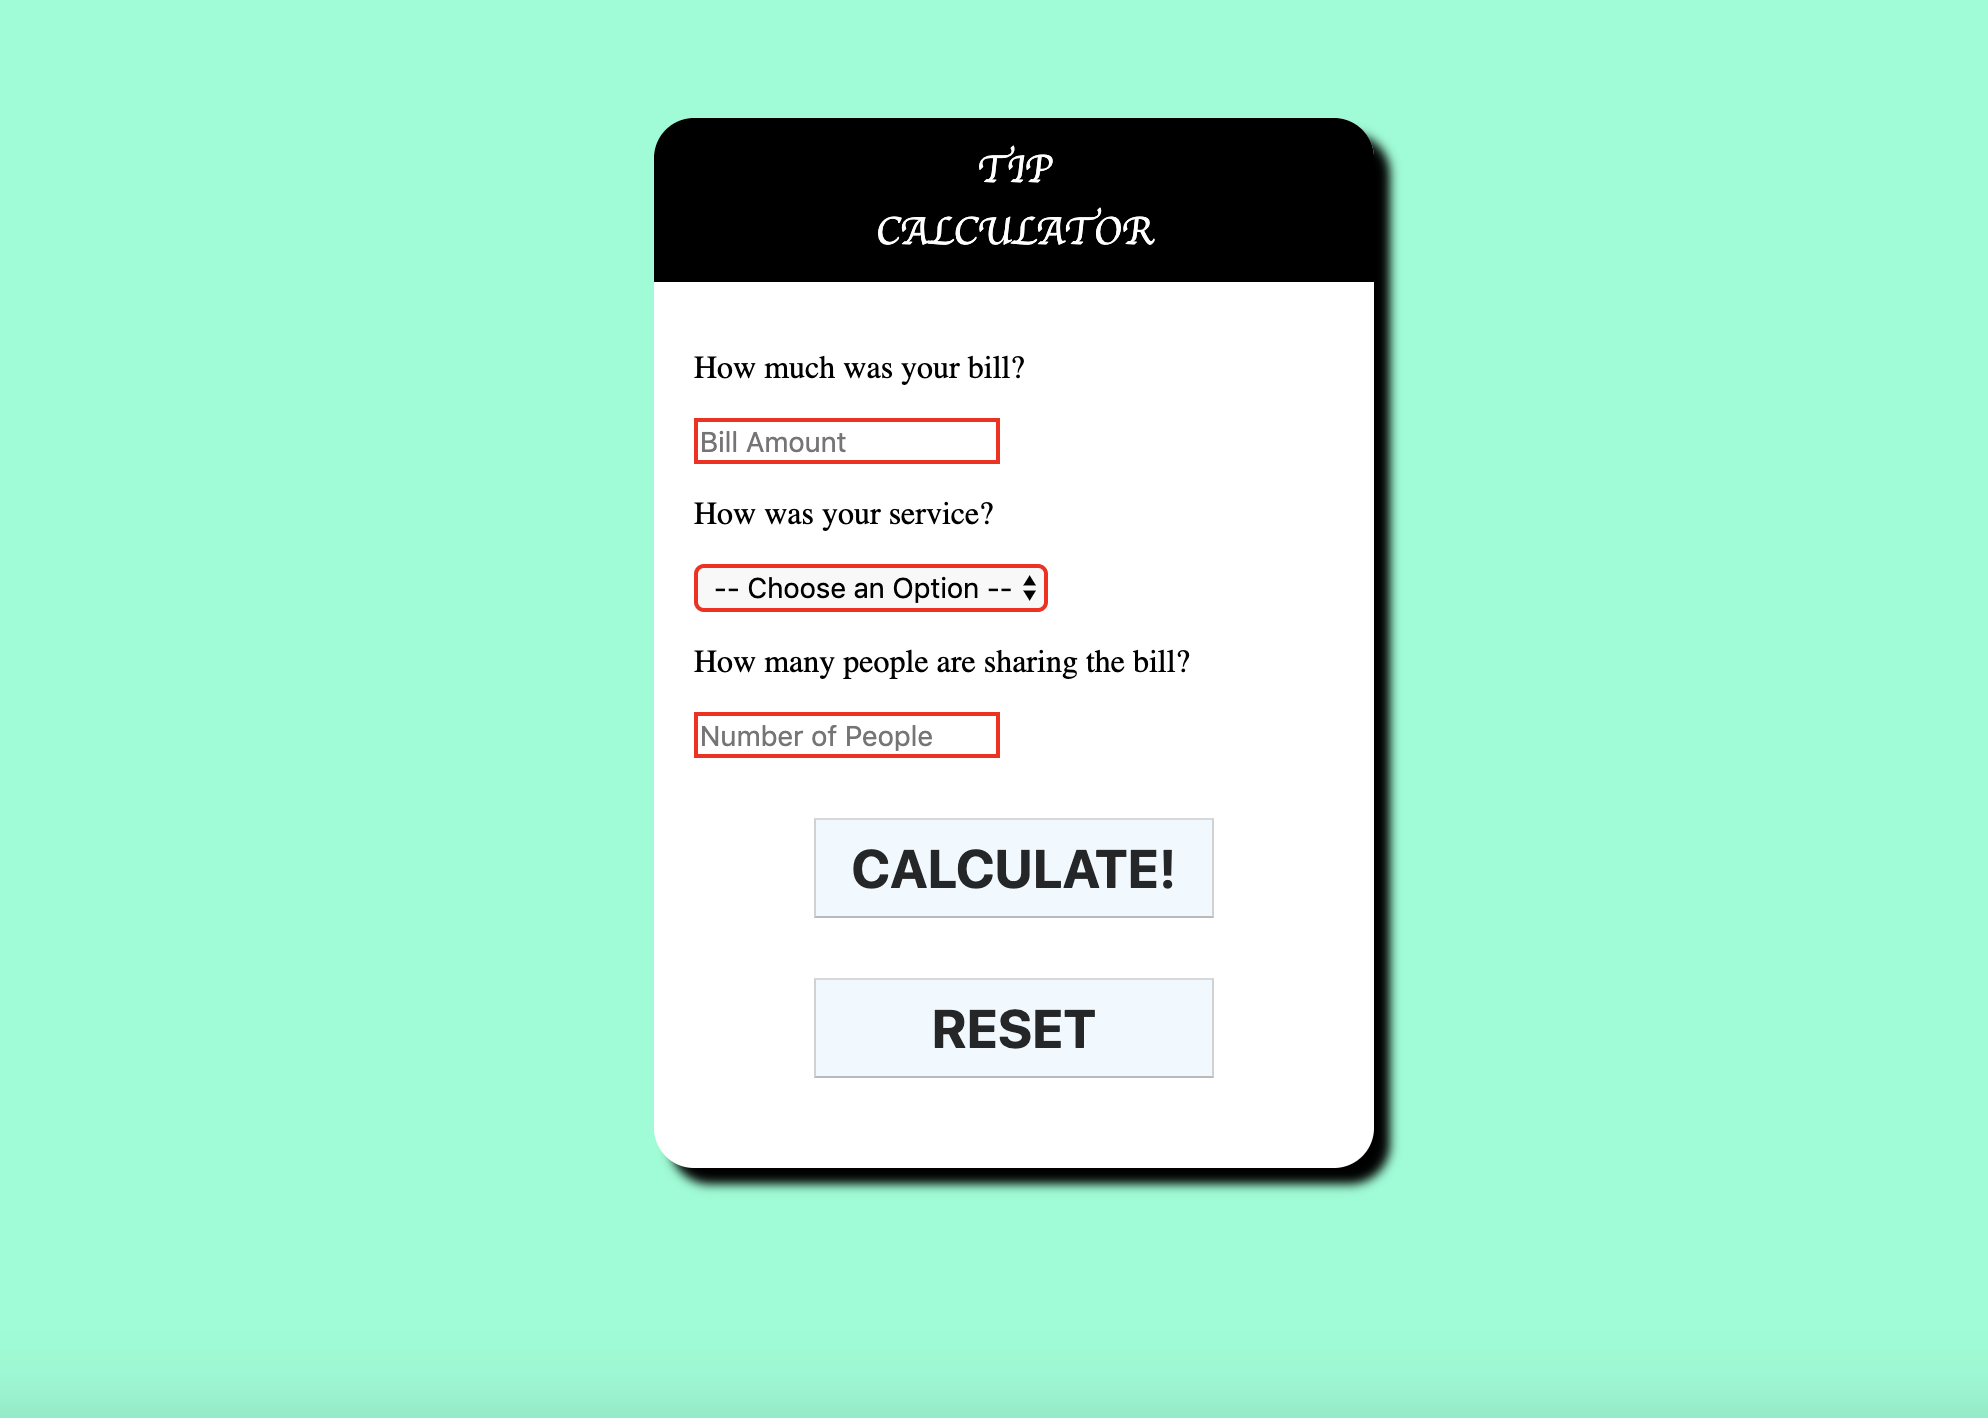 TIP
CALCULATOR
How much was your bill?
Bill Amount
How was your service?
-- Choose an Option --
How many people are sharing the bill?
Number of People
CALCULATE!
RESET